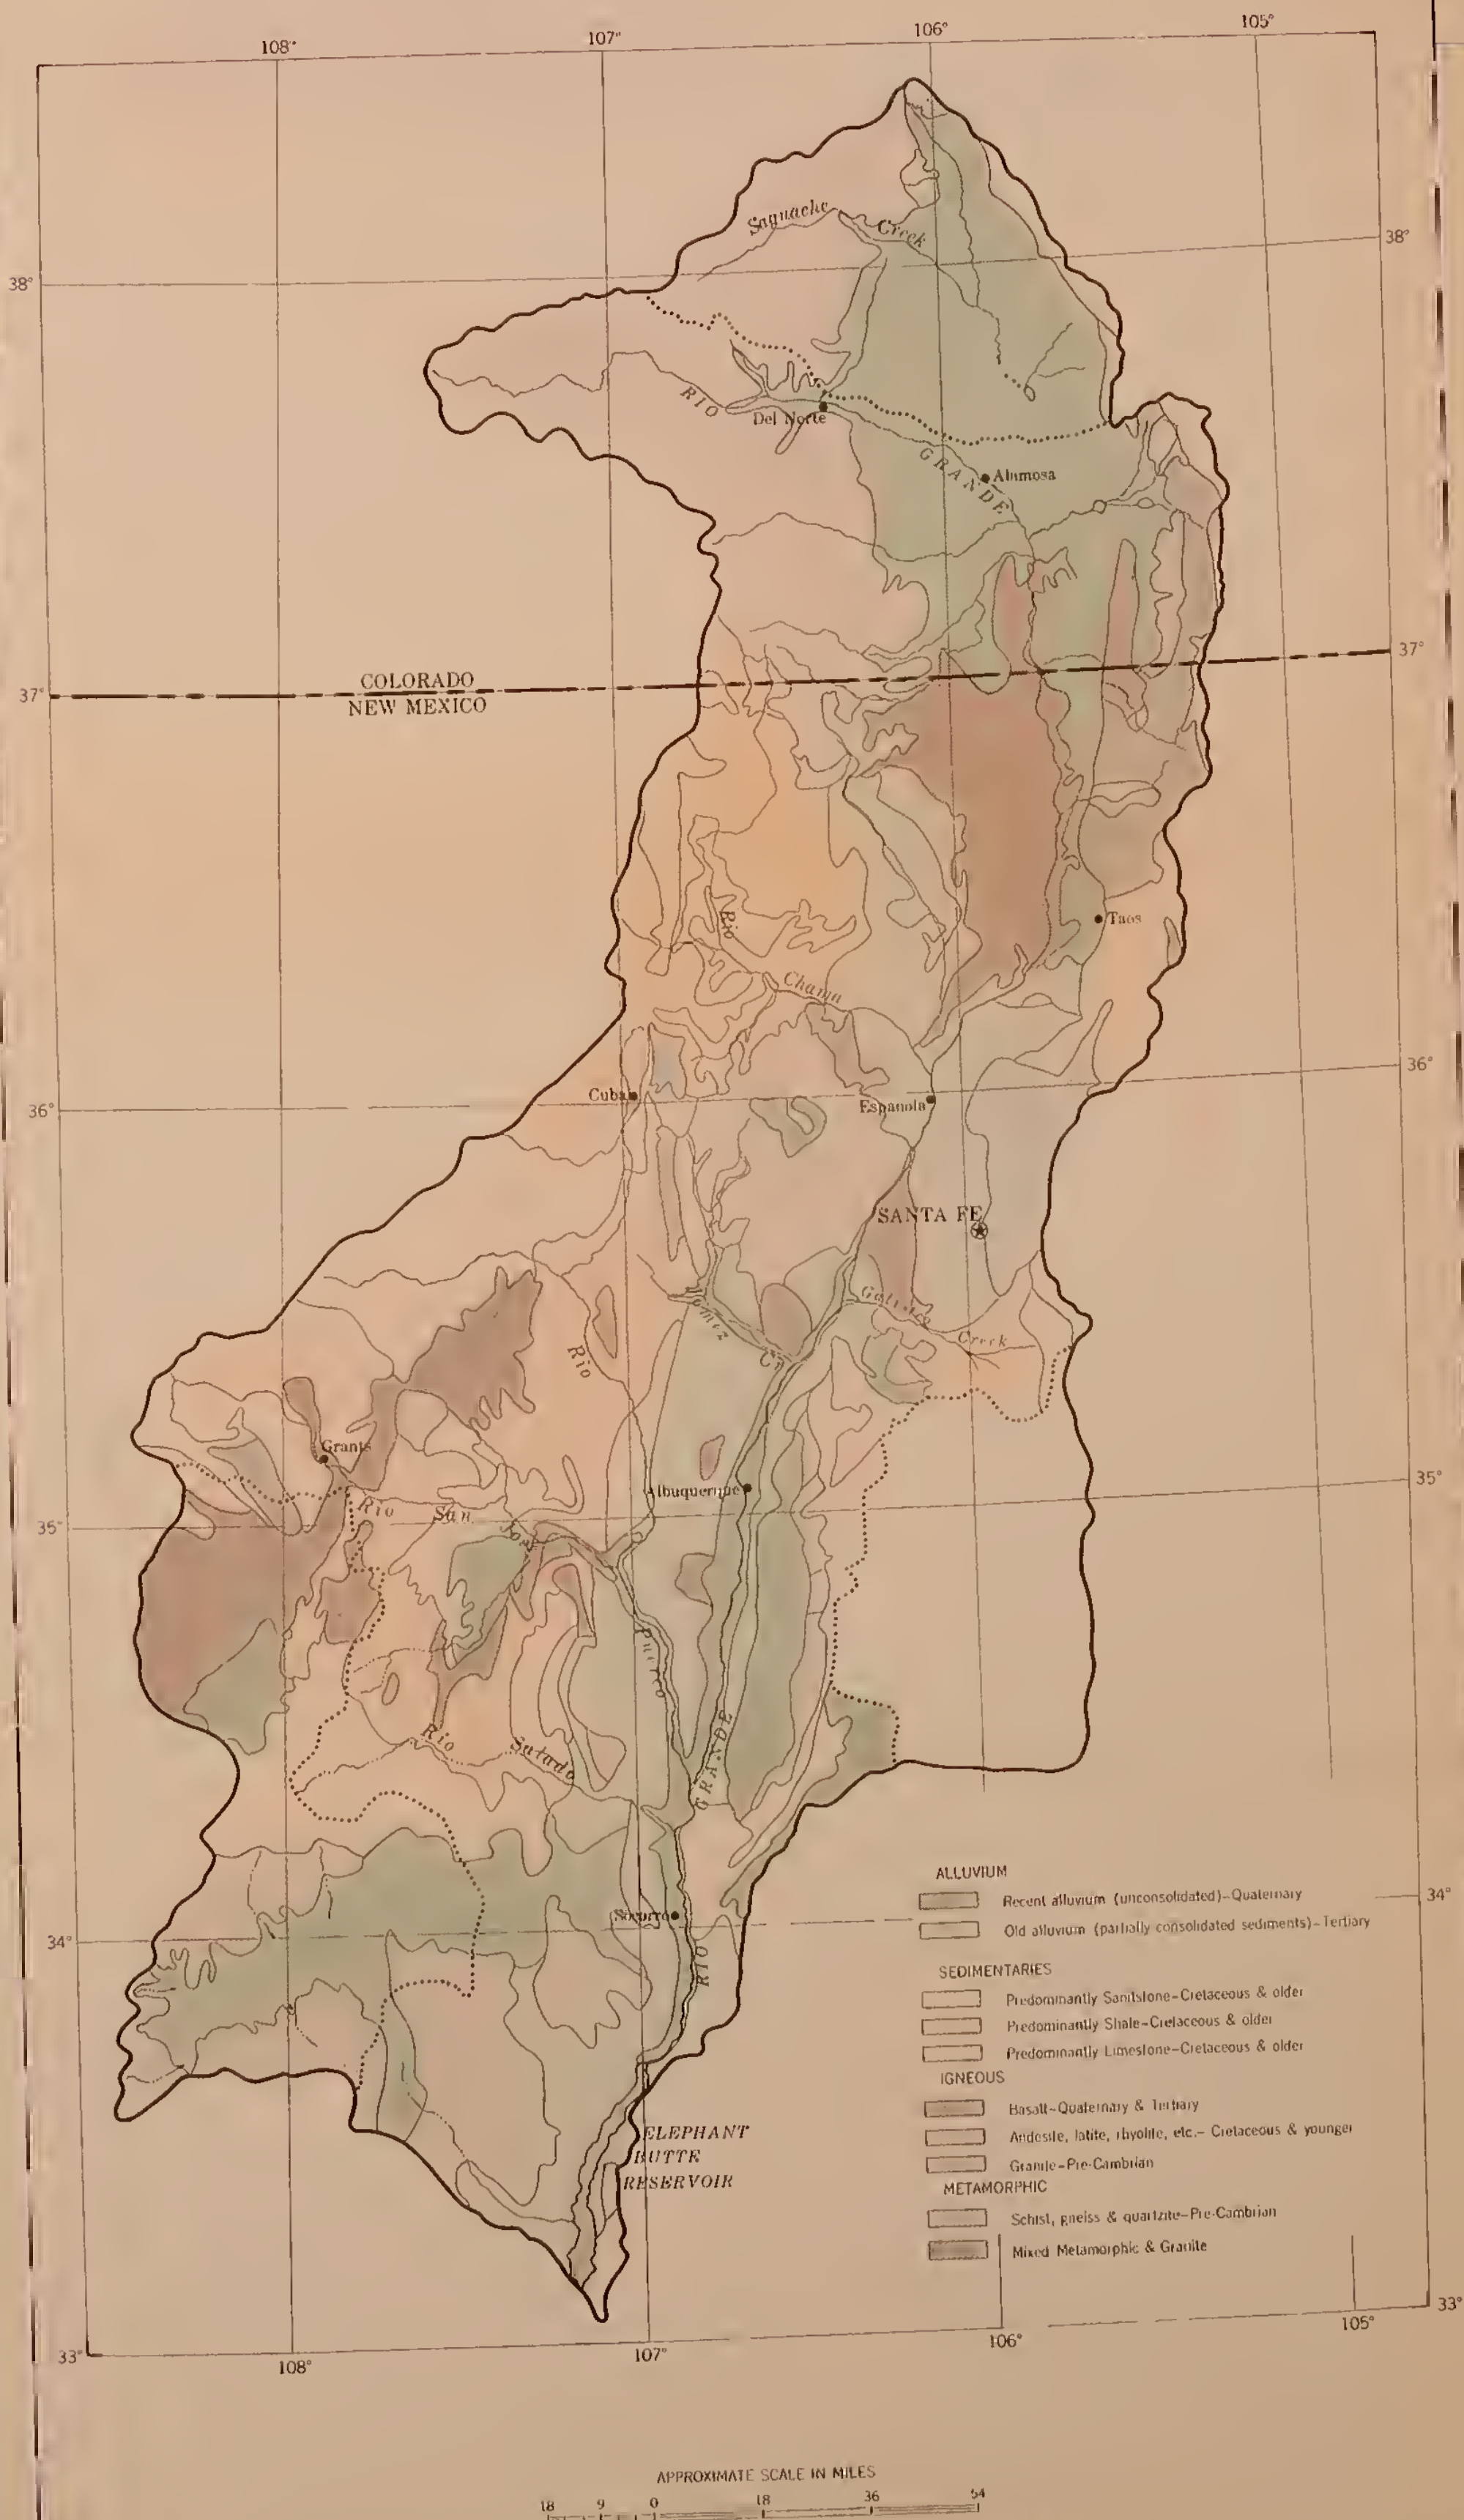 108° 107° 106° 105°
Saguache Creek
38° 38°
RIO
Del Norte
GRANDE
Alamosa
37°
COLORADO
37°
NEW MEXICO
Taos
Rio
Chama
36°
Cuba
Espanola
36°
SANTA FE
Jemez Cr
Galisteo Creek
Rio
Grants
35°
Albuquerque
Rio San Jose
35°
Puerco
Rio Salado
GRANDE
ALLUVIUM
Recent alluvium (unconsolidated)-Quaternary
34°
Socorro
Old alluvium (partially consolidated sediments)-Tertiary
34°
RIO
SEDIMENTARIES
Predominantly Sandstone-Cretaceous & older
Predominantly Shale-Cretaceous & older
Predominantly Limestone-Cretaceous & older
IGNEOUS
Basalt-Quaternary & Tertiary
ELEPHANT
BUTTE
RESERVOIR
Andesite, latite, rhyolite, etc.- Cretaceous & younger
Granite-Pre-Cambrian
METAMORPHIC
Schist, gneiss & quartzite-Pre-Cambrian
Mixed Metamorphic & Granite
33°
33°
108° 107° 106° 105°
APPROXIMATE SCALE IN MILES
18 9 0 18 36 54